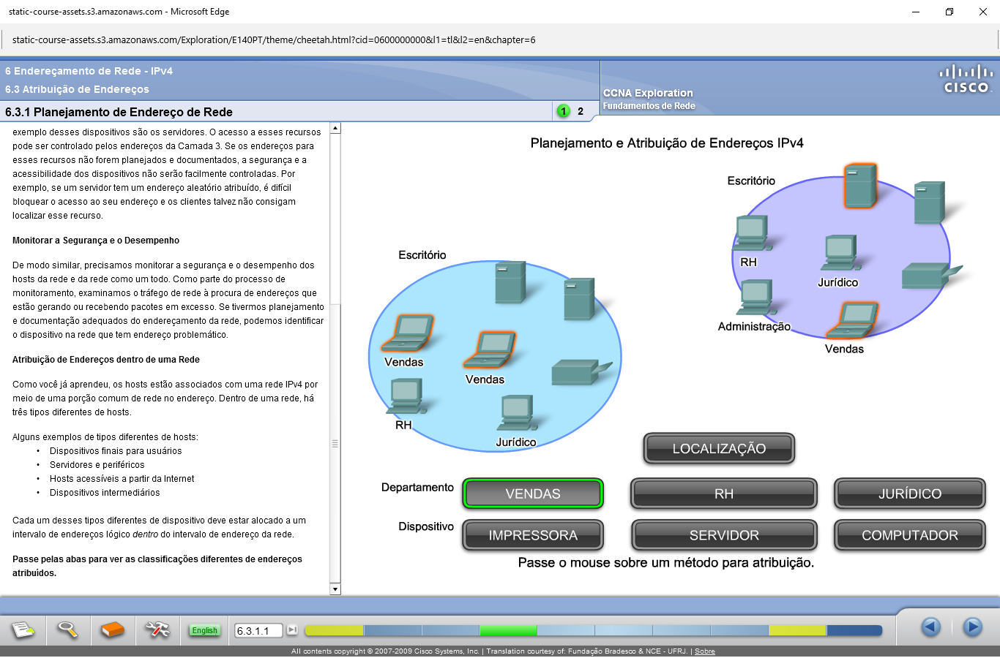 static-course-assets.s3.amazonaws.com - Microsoft Edge
static-course-assets.s3.amazonaws.com/Exploration/E140PT/theme/cheetah.html?cid=0600000000&l1=tl&l2=en&chapter=6
6 Endereçamento de Rede - IPv4
6.3 Atribuição de Endereços
CCNA Exploration
Fundamentos de Rede
CISCO
6.3.1 Planejamento de Endereço de Rede
1 2
exemplo desses dispositivos são os servidores. O acesso a esses recursos
pode ser controlado pelos endereços da Camada 3. Se os endereços para
esses recursos não forem planejados e documentados, a segurança e a
acessibilidade dos dispositivos não serão facilmente controladas. Por
exemplo, se um servidor tem um endereço aleatório atribuído, é difícil
bloquear o acesso ao seu endereço e os clientes talvez não consigam
localizar esse recurso.
Monitorar a Segurança e o Desempenho
De modo similar, precisamos monitorar a segurança e o desempenho dos
hosts da rede e da rede como um todo. Como parte do processo de
monitoramento, examinamos o tráfego de rede à procura de endereços que
estão gerando ou recebendo pacotes em excesso. Se tivermos planejamento
e documentação adequados do endereçamento da rede, podemos identificar
o dispositivo na rede que tem endereço problemático.
Atribuição de Endereços dentro de uma Rede
Como você já aprendeu, os hosts estão associados com uma rede IPv4 por
meio de uma porção comum de rede no endereço. Dentro de uma rede, há
três tipos diferentes de hosts.
Alguns exemplos de tipos diferentes de hosts:
• Dispositivos finais para usuários
• Servidores e periféricos
• Hosts acessíveis a partir da Internet
• Dispositivos intermediários
Cada um desses tipos diferentes de dispositivo deve estar alocado a um
intervalo de endereços lógico dentro do intervalo de endereço da rede.
Passe pelas abas para ver as classificações diferentes de endereços
atribuídos.
Planejamento e Atribuição de Endereços IPv4
Escritório
RH
Jurídico
Administração
Vendas
Escritório
Vendas
Vendas
RH
Jurídico
LOCALIZAÇÃO
Departamento VENDAS RH JURÍDICO
Dispositivo IMPRESSORA SERVIDOR COMPUTADOR
Passe o mouse sobre um método para atribuição.
English
6.3.1.1
All contents copyright © 2007-2009 Cisco Systems, Inc. | Translation courtesy of: Fundação Bradesco & NCE - UFRJ. | Sobre